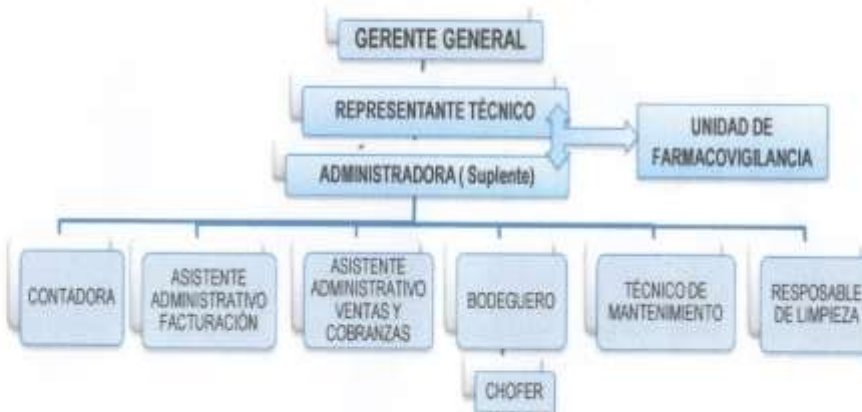 GERENTE GENERAL
REPRESENTANTE TÉCNICO
UNIDAD DE
FARMACOVIGILANCIA
ADMINISTRADORA ( Suplente)
CONTADORA
ASISTENTE
ADMINISTRATIVO
FACTURACIÓN
ASISTENTE
ADMINISTRATIVO
VENTAS Y
COBRANZAS
BODEGUERO
TÉCNICO DE
MANTENIMIENTO
RESPOSABLE
DE LIMPIEZA
CHOFER